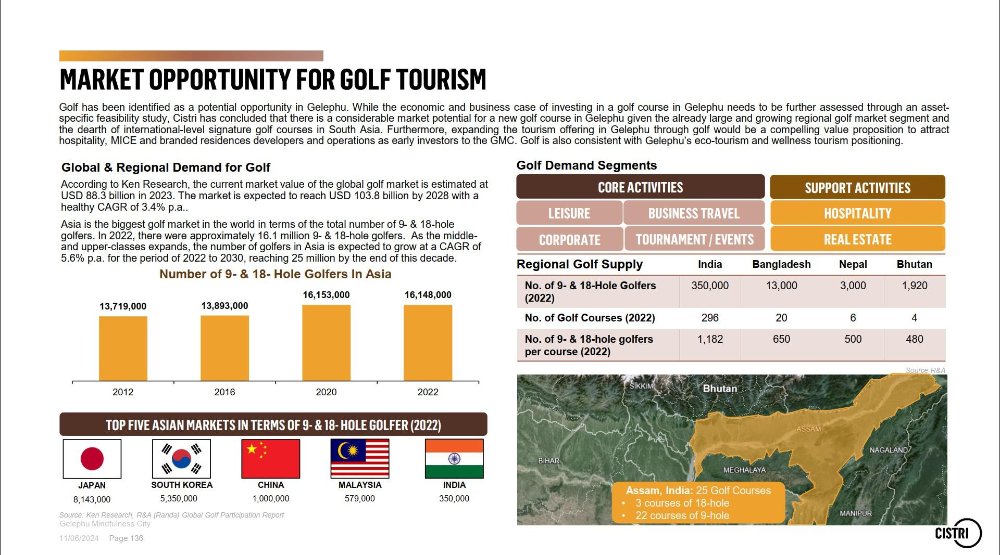 MARKET OPPORTUNITY FOR GOLF TOURISM
Golf has been identified as a potential opportunity in Gelephu. While the economic and business case of investing in a golf course in Gelephu needs to be further assessed through an asset-
specific feasibility study, Cistri has concluded that there is a considerable market potential for a new golf course in Gelephu given the already large and growing regional golf market segment and
the dearth of international-level signature golf courses in South Asia. Furthermore, expanding the tourism offering in Gelephu through golf would be a compelling value proposition to attract
hospitality, MICE and branded residences developers and operations as early investors to the GMC. Golf is also consistent with Gelephu's eco-tourism and wellness tourism positioning.
Global & Regional Demand for Golf
According to Ken Research, the current market value of the global golf market is estimated at
USD 88.3 billion in 2023. The market is expected to reach USD 103.8 billion by 2028 with a
healthy CAGR of 3.4% p.a..
Asia is the biggest golf market in the world in terms of the total number of 9- & 18-hole
golfers. In 2022, there were approximately 16.1 million 9- & 18-hole golfers.  As the middle-
and upper-classes expands, the number of golfers in Asia is expected to grow at a CAGR of
5.6% p.a. for the period of 2022 to 2030, reaching 25 million by the end of this decade.
Number of 9- & 18- Hole Golfers In Asia
13,719,000 13,893,000 16,153,000 16,148,000
2012 2016 2020 2022
TOP FIVE ASIAN MARKETS IN TERMS OF 9- & 18- HOLE GOLFER (2022)
JAPAN SOUTH KOREA CHINA MALAYSIA INDIA
8,143,000 5,350,000 1,000,000 579,000 350,000
Source: Ken Research, R&A (Randa) Global Golf Participation Report
Gelephu Mindfulness City
11/06/2024 Page 136
Golf Demand Segments
CORE ACTIVITIES SUPPORT ACTIVITIES
LEISURE BUSINESS TRAVEL HOSPITALITY
CORPORATE TOURNAMENT / EVENTS REAL ESTATE
Regional Golf Supply India Bangladesh Nepal Bhutan
No. of 9- & 18-Hole Golfers 350,000 13,000 3,000 1,920
(2022)
No. of Golf Courses (2022) 296 20 6 4
No. of 9- & 18-hole golfers 1,182 650 500 480
per course (2022)
Source R&A
SIKKIM Bhutan
ASSAM
NAGALAND
BIHAR
MEGHALAYA
Assam, India: 25 Golf Courses
• 3 courses of 18-hole
• 22 courses of 9-hole
MANIPUR
CISTRI